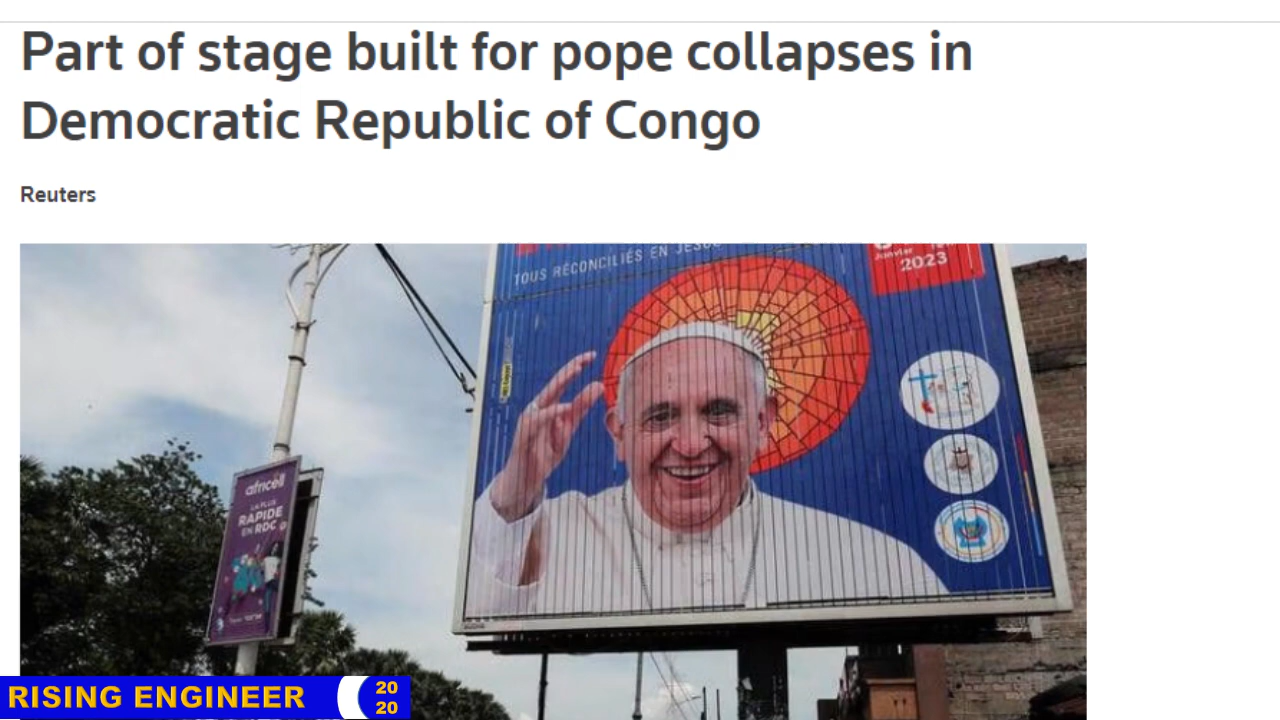 Part of stage built for pope collapses in
Democratic Republic of Congo
Reuters
TOUS RÉCONCILIÉS EN
Janvier
2023
africell
LA PLUS
RAPIDE
EN RDC
RISING ENGINEER
20
20